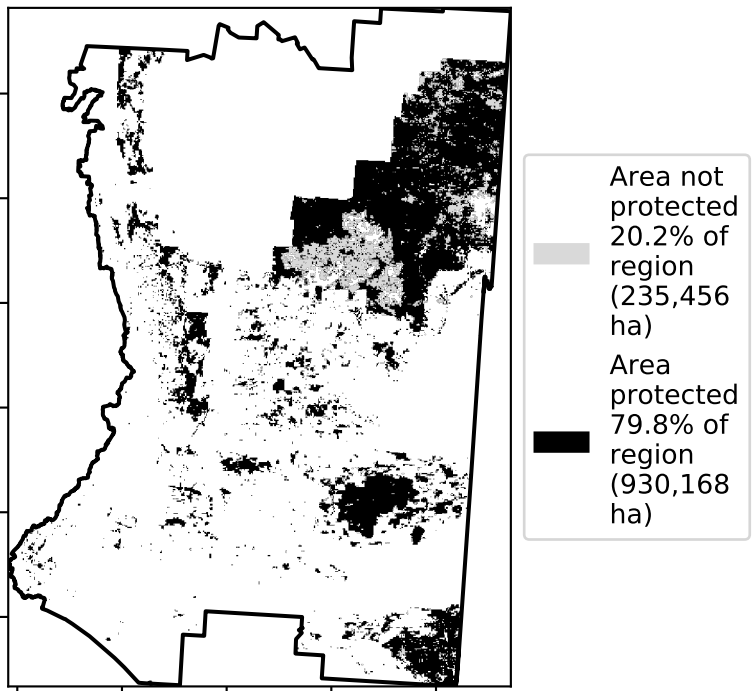 Area not
protected
20.2% of
region
(235,456
ha)
Area
protected
79.8% of
region
(930,168
ha)